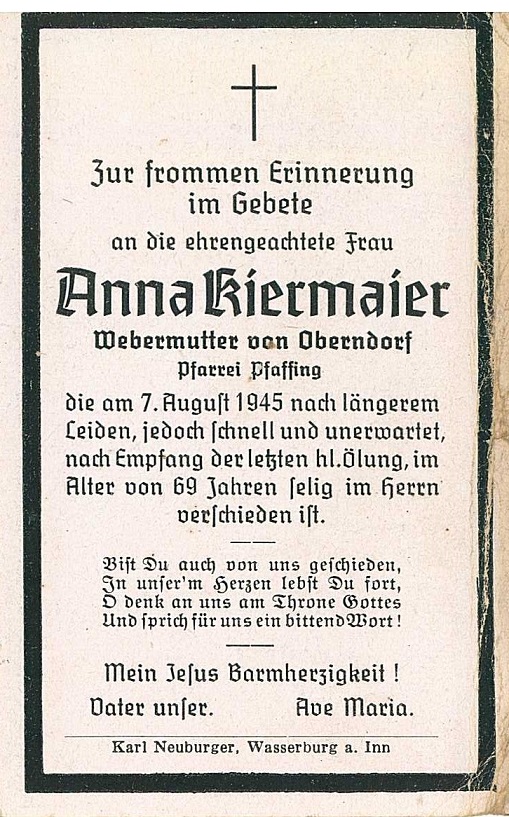 Zur frommen Erinnerung
im Gebete
an die ehrengeachtete Frau
Anna Kiermaier
Webermutter von Oberndorf
Pfarrei Pfaffing
die am 7. August 1945 nach längerem
Leiden, jedoch schnell und unerwartet,
nach Empfang der letzten hl. Ölung, im
Alter von 69 Jahren selig im Herrn
verschieden ist.
Bist Du auch von uns geschieden,
In unser'm Herzen lebst Du fort,
O denk an uns am Throne Gottes
Und sprich für uns ein bittend Wort!
Mein Jesus Barmherzigkeit!
Vater unser. Ave Maria.
Karl Neuburger, Wasserburg a. Inn